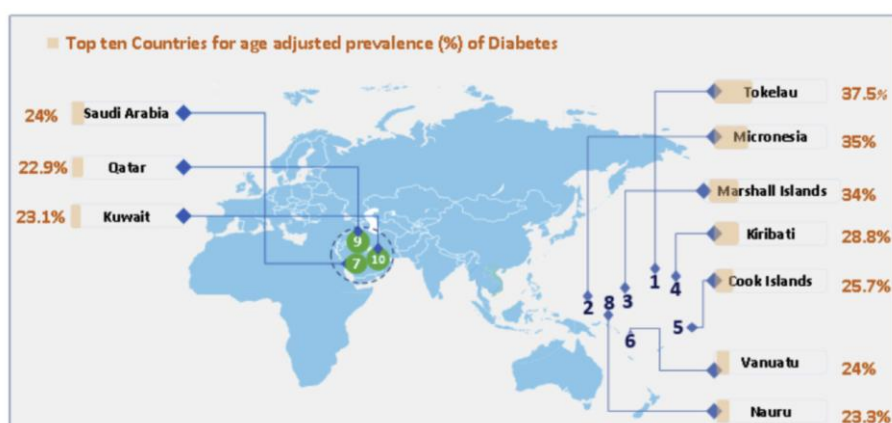 Top ten Countries for age adjusted prevalence (%) of Diabetes
24% Saudi Arabia
22.9% Qatar
23.1% Kuwait
Tokelau 37.5%
Micronesia 35%
Marshall Islands 34%
Kiribati 28.8%
Cook Islands 25.7%
Vanuatu 24%
Nauru 23.3%
9
7 10
1
4
2 8 3
5
6